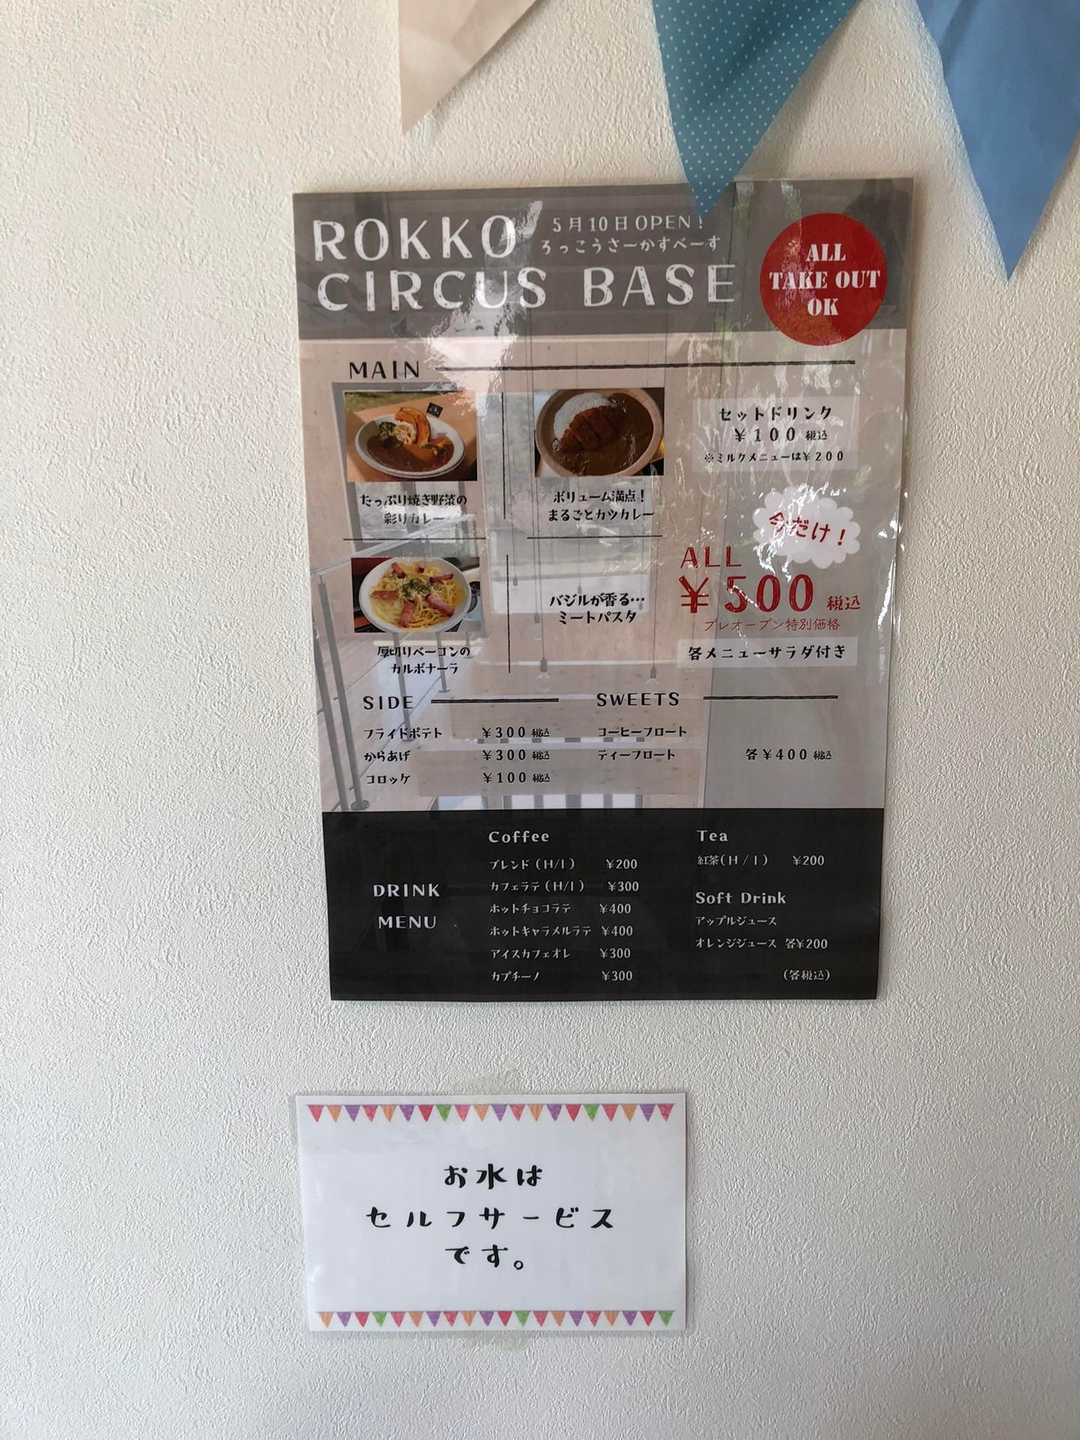 ROKKO
5月10日 OPEN!
ろっこうさーかすべーす
CIRCUS BASE
ALL
TAKE OUT
OK
MAIN
たっぷり焼き野菜の
彩りカレー
ボリューム満点!
まるごとカツカレー
セットドリンク
¥100 税込
※ミルクメニューは¥200
今だけ!
ALL
¥500 税込
プレオープン特別価格
各メニューサラダ付き
厚切りベーコンの
カルボナーラ
バジルが香る…
ミートパスタ
SIDE
フライドポテト ¥300 税込
からあげ ¥300 税込
コロッケ ¥100 税込
SWEETS
コーヒーフロート
ティーフロート 各¥400 税込
DRINK
MENU
Coffee
ブレンド(H/I) ¥200
カフェラテ(H/I) ¥300
ホットチョコラテ ¥400
ホットキャラメルラテ ¥400
アイスカフェオレ ¥300
カプチーノ ¥300
Tea
紅茶(H/I) ¥200
Soft Drink
アップルジュース
オレンジジュース 各¥200
(各税込)
お水は
セルフサービス
です。